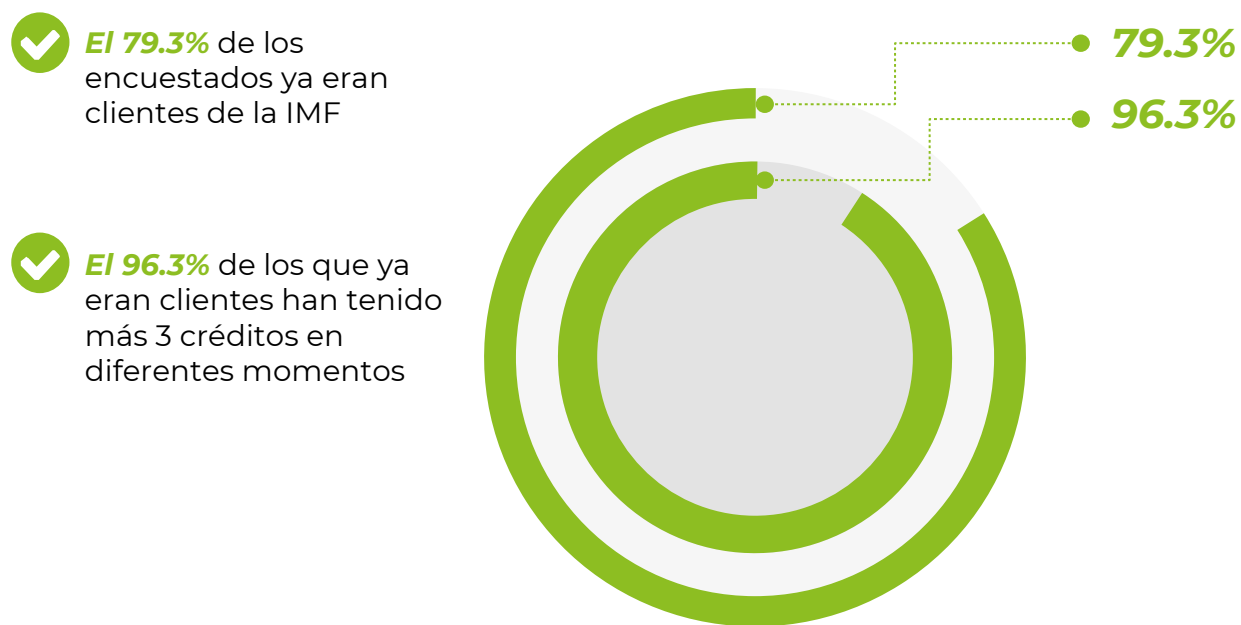 El 79.3% de los
encuestados ya eran
clientes de la IMF
El 96.3% de los que ya
eran clientes han tenido
más 3 créditos en
diferentes momentos
79.3%
96.3%